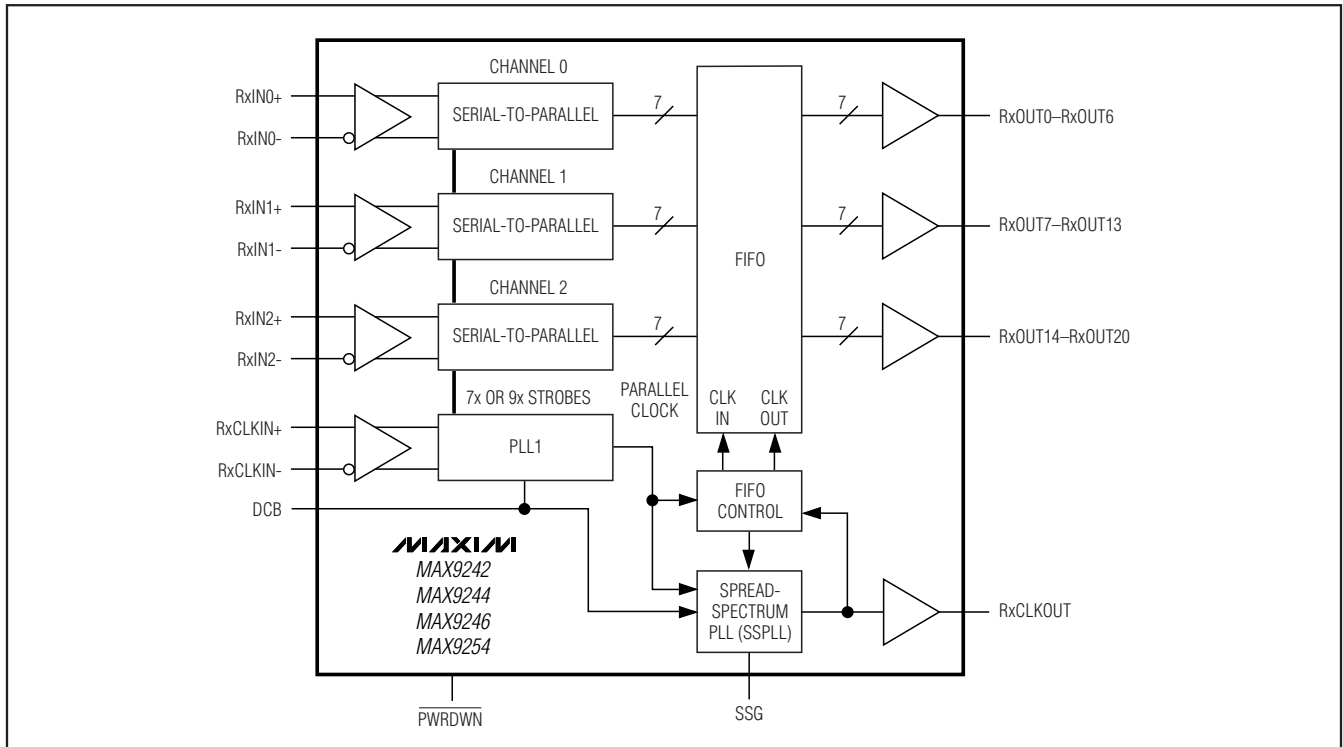 CHANNEL 0
RxIN0+
RxIN0-
SERIAL-TO-PARALLEL
7
7
RxOUT0–RxOUT6
CHANNEL 1
RxIN1+
RxIN1-
SERIAL-TO-PARALLEL
7
7
RxOUT7–RxOUT13
FIFO
CHANNEL 2
RxIN2+
RxIN2-
SERIAL-TO-PARALLEL
7
7
RxOUT14–RxOUT20
7x OR 9x STROBES
PARALLEL
CLOCK
CLK
IN
CLK
OUT
RxCLKIN+
RxCLKIN-
PLL1
DCB
FIFO
CONTROL
MAXIM
MAX9242
MAX9244
MAX9246
MAX9254
SPREAD-
SPECTRUM
PLL (SSPLL)
RxCLKOUT
PWRDWN
SSG